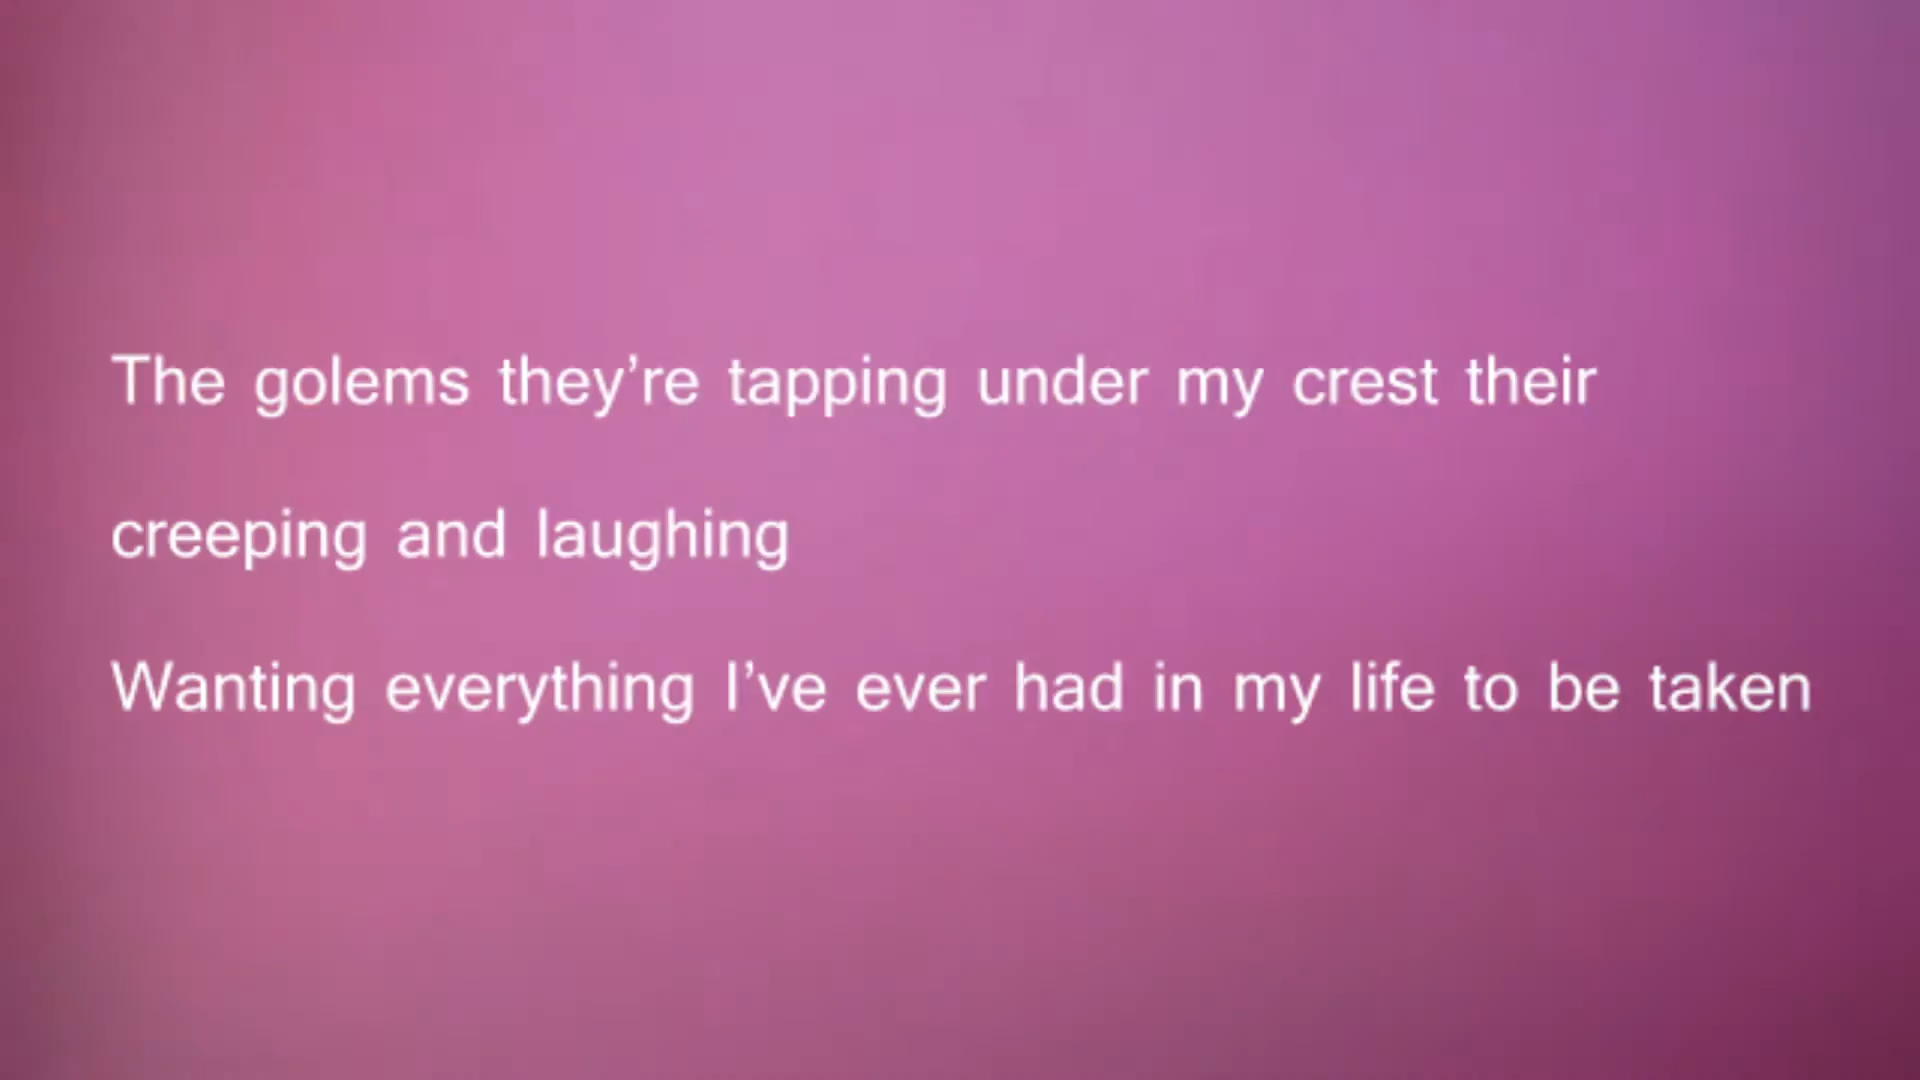 The golems they’re tapping under my crest their
creeping and laughing
Wanting everything I’ve ever had in my life to be taken